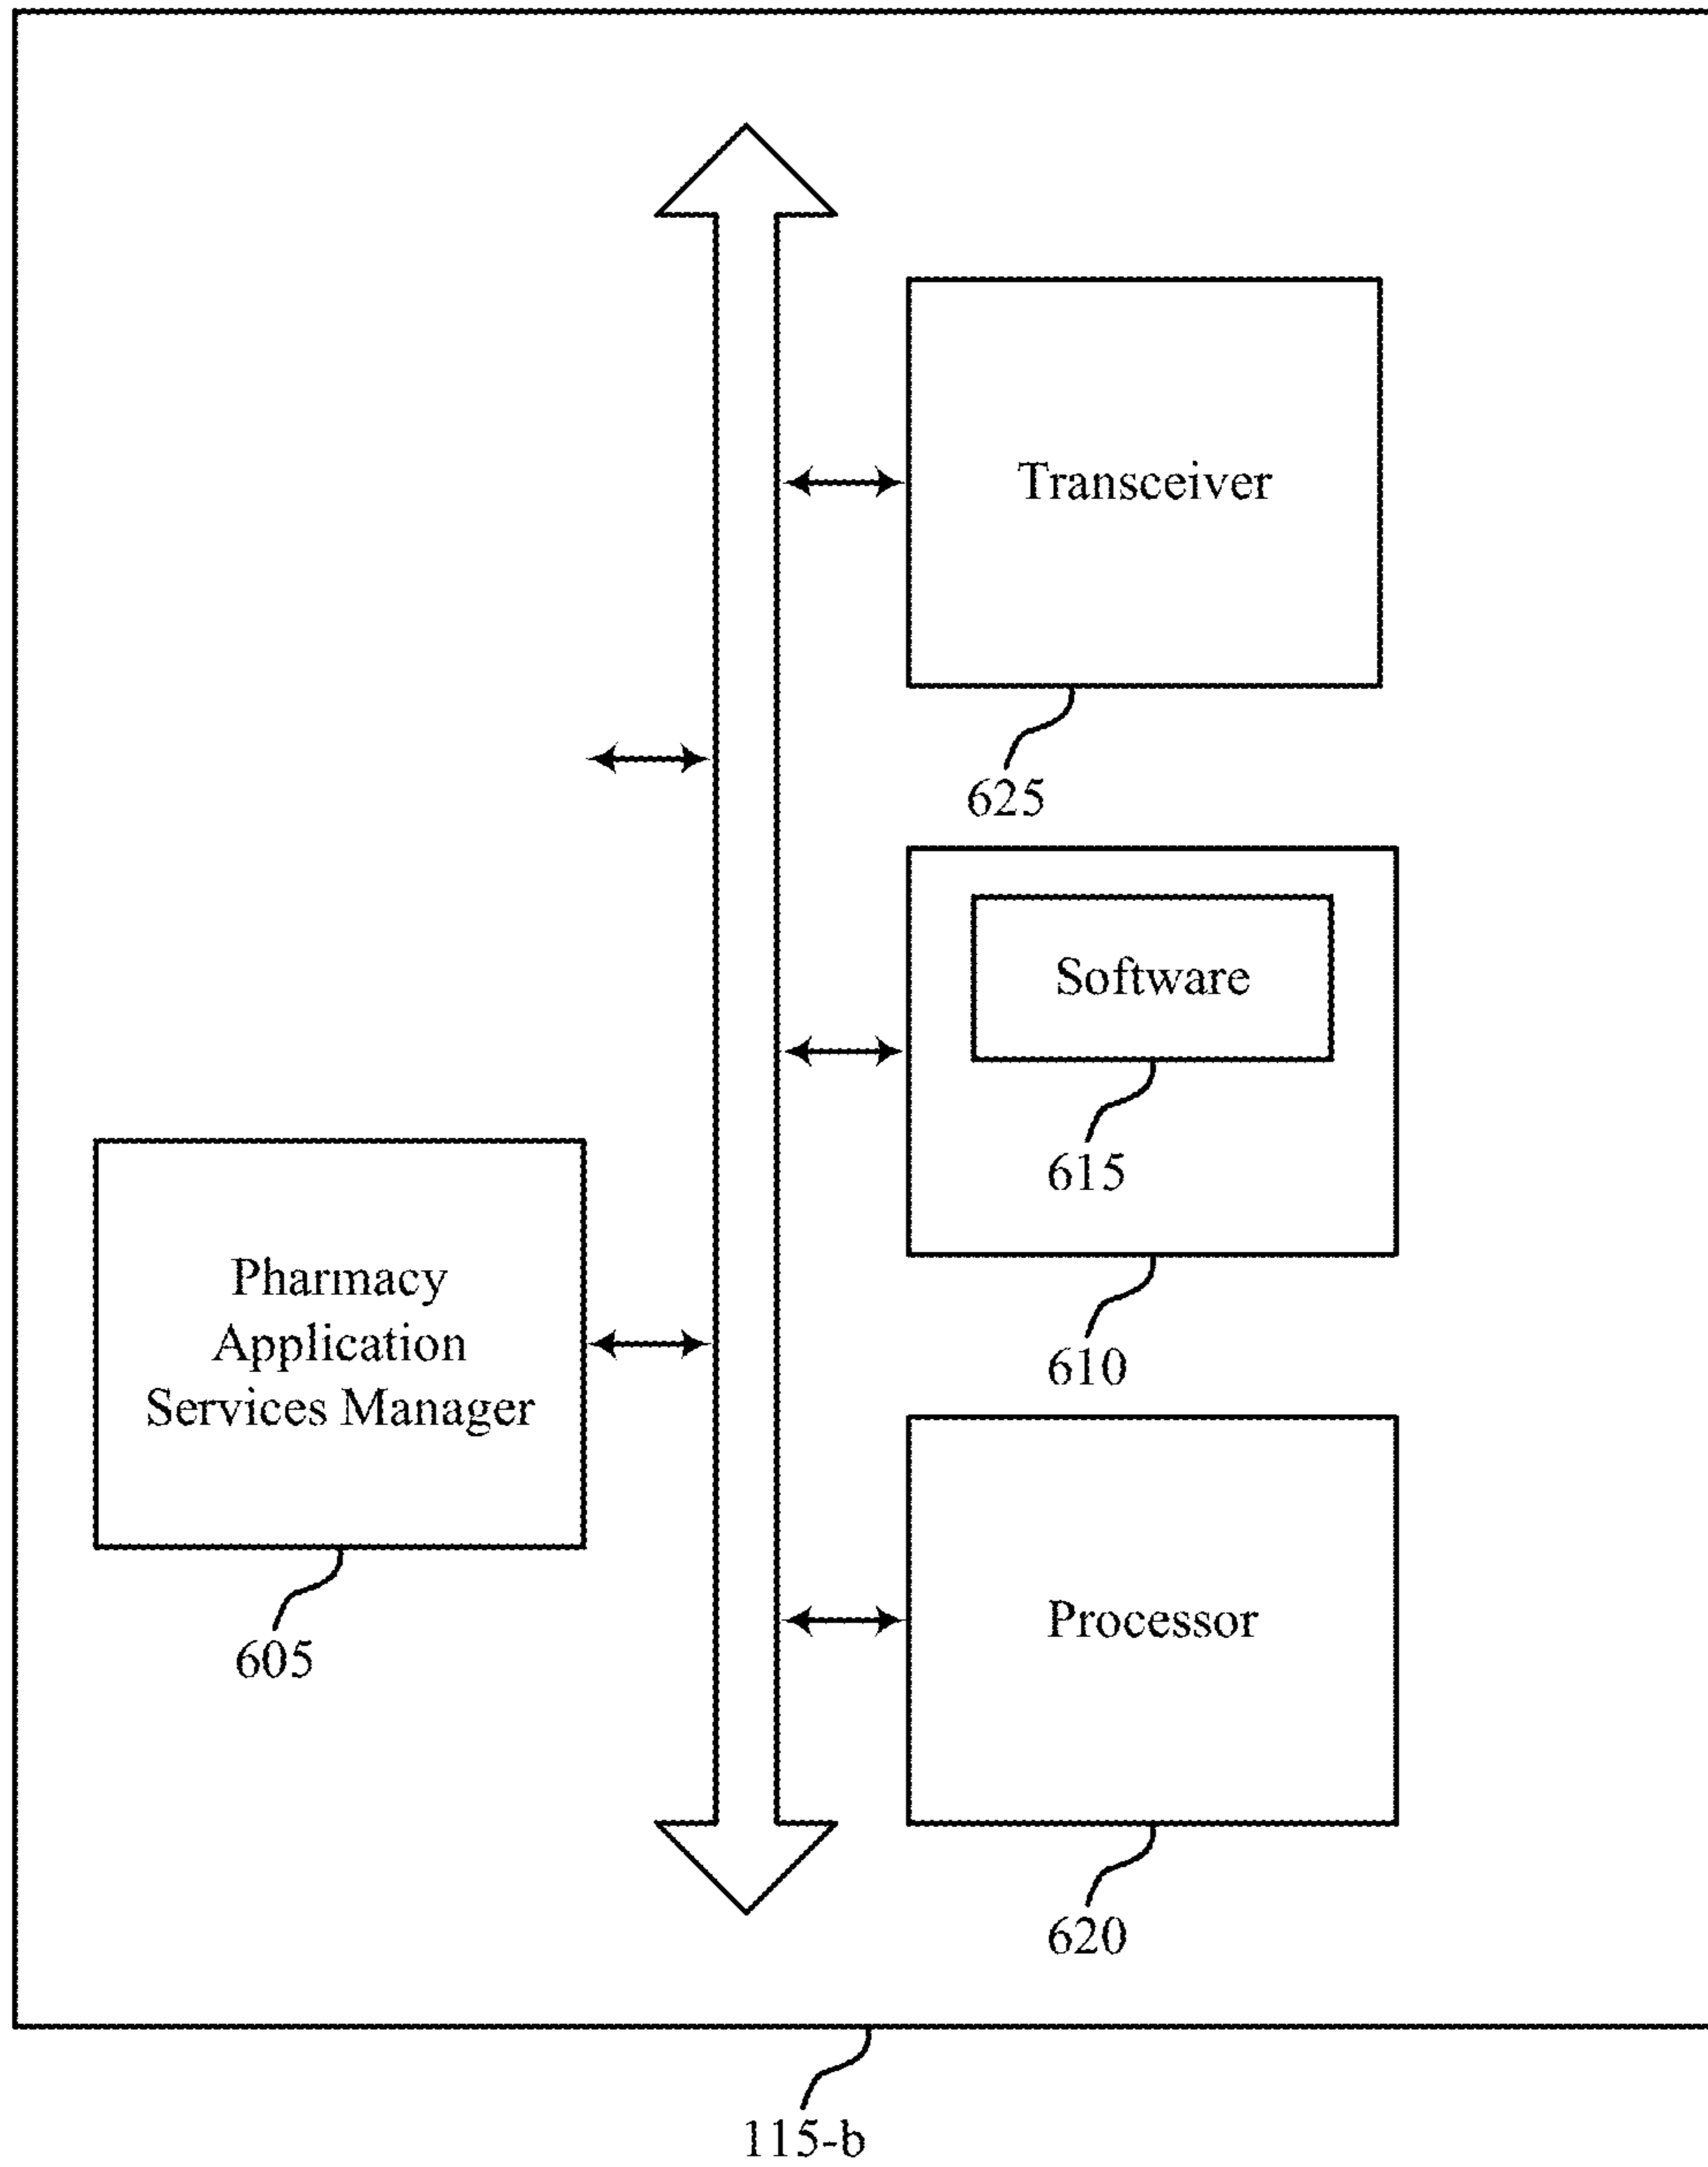 Transceiver
625
Software
615
610
Pharmacy
Application
Services Manager
605
Processor
620
115-b